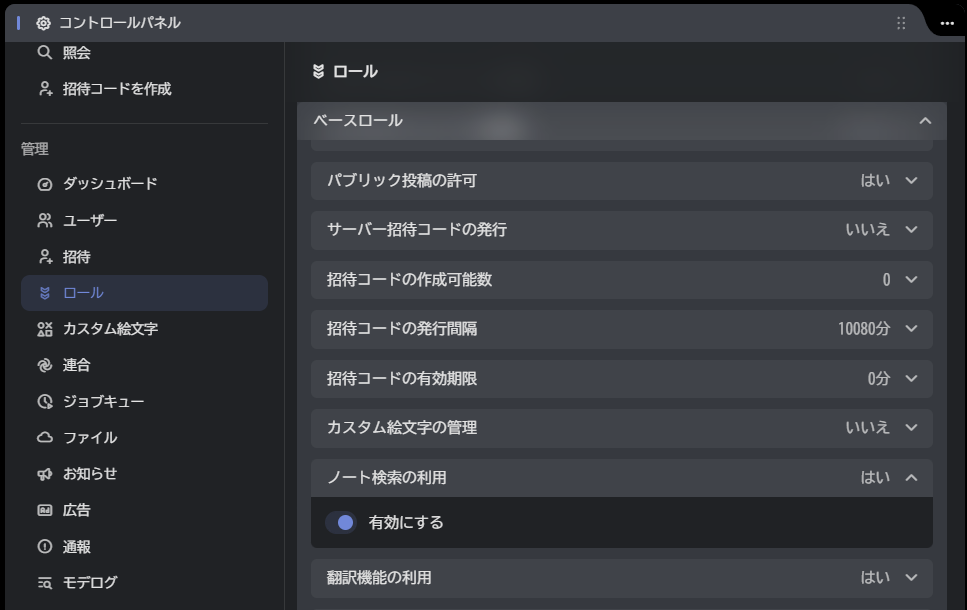 コントロールパネル
照会
招待コードを作成
管理
ダッシュボード
ユーザー
招待
ロール
カスタム絵文字
連合
ジョブキュー
ファイル
お知らせ
広告
通報
モデログ
ロール
ベースロール
パブリック投稿の許可 はい
サーバー招待コードの発行 いいえ
招待コードの作成可能数 0
招待コードの発行間隔 10080分
招待コードの有効期限 0分
カスタム絵文字の管理 いいえ
ノート検索の利用 はい
有効にする
翻訳機能の利用 はい